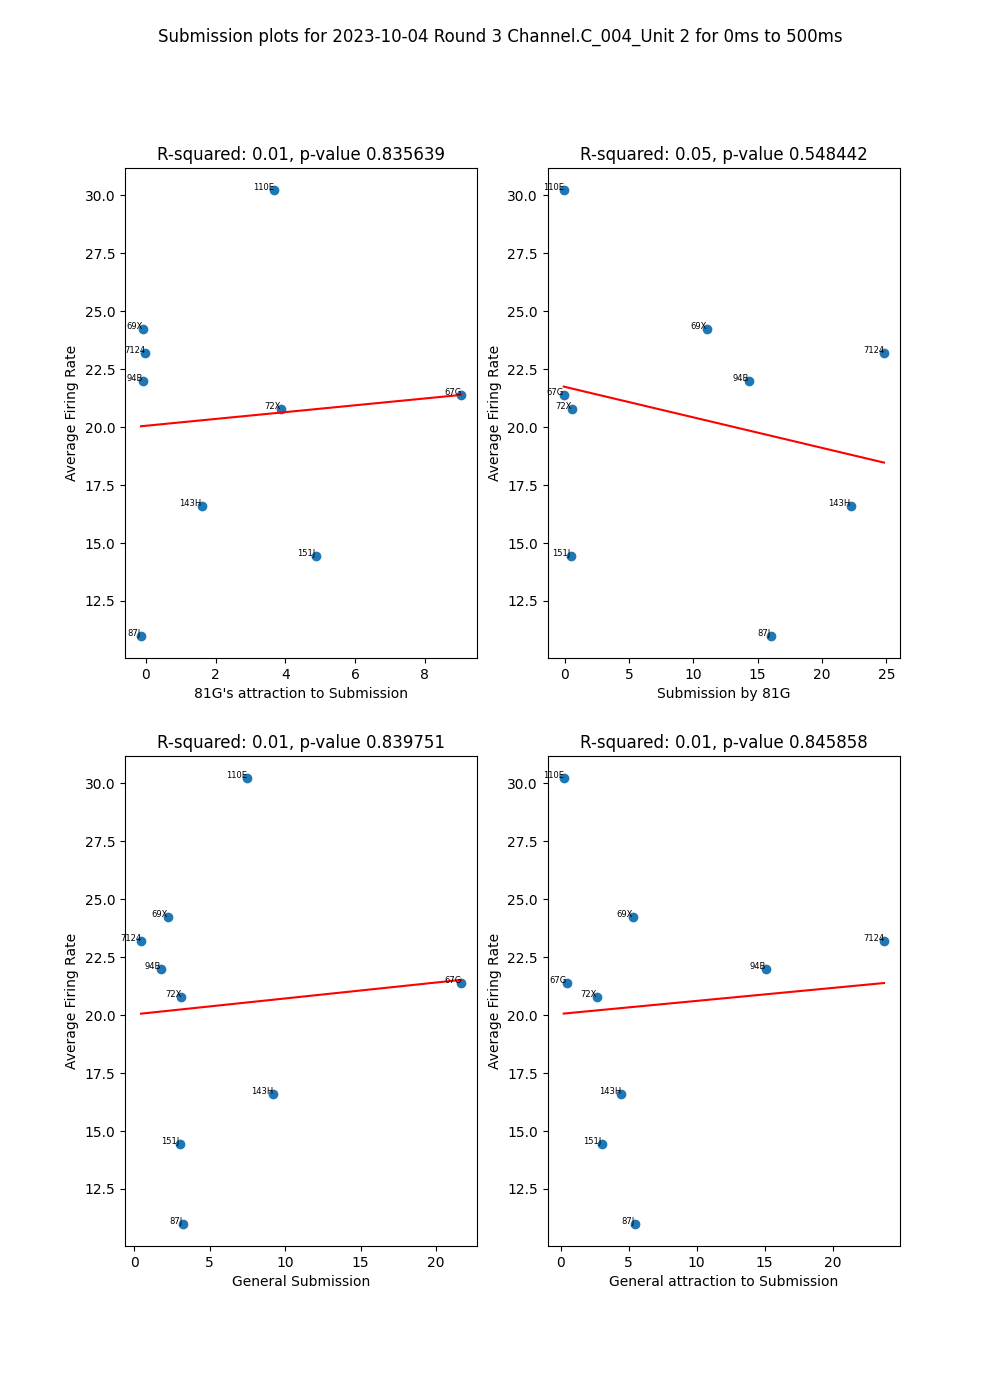 Submission plots for 2023-10-04 Round 3 Channel.C_004_Unit 2 for 0ms to 500ms
R-squared: 0.01, p-value 0.835639
30.0
27.5
25.0
22.5
20.0
17.5
15.0
12.5
Average Firing Rate
110E
69X
7124
94B
67G
72X
143H
151J
87J
0 2 4 6 8
81G's attraction to Submission
R-squared: 0.05, p-value 0.548442
30.0
27.5
25.0
22.5
20.0
17.5
15.0
12.5
Average Firing Rate
110E
69X
7124
94B
67G
72X
143H
151J
87J
0 5 10 15 20 25
Submission by 81G
R-squared: 0.01, p-value 0.839751
30.0
27.5
25.0
22.5
20.0
17.5
15.0
12.5
Average Firing Rate
110E
69X
7124
94B
67G
72X
143H
151J
87J
0 5 10 15 20
General Submission
R-squared: 0.01, p-value 0.845858
30.0
27.5
25.0
22.5
20.0
17.5
15.0
12.5
Average Firing Rate
110E
69X
7124
94B
67G
72X
143H
151J
87J
0 5 10 15 20
General attraction to Submission